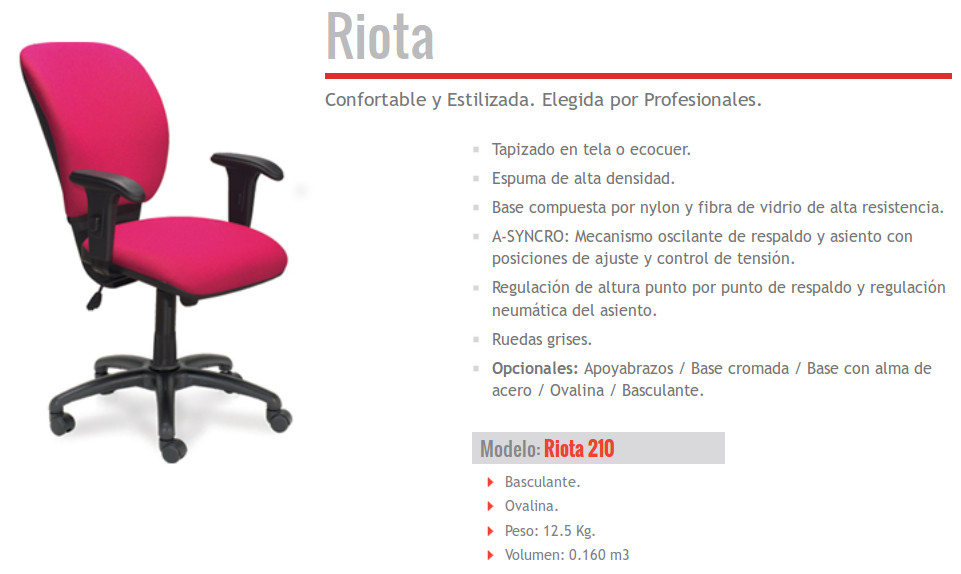 Riota
Confortable y Estilizada. Elegida por Profesionales.
Tapizado en tela o ecocuer.
Espuma de alta densidad.
Base compuesta por nylon y fibra de vidrio de alta resistencia.
A-SYNCRO: Mecanismo oscilante de respaldo y asiento con
posiciones de ajuste y control de tensión.
Regulación de altura punto por punto de respaldo y regulación
neumática del asiento.
Ruedas grises.
Opcionales: Apoyabrazos / Base cromada / Base con alma de
acero / Ovalina / Basculante.
Modelo: Riota 210
Basculante.
Ovalina.
Peso: 12.5 Kg.
Volumen: 0.160 m3